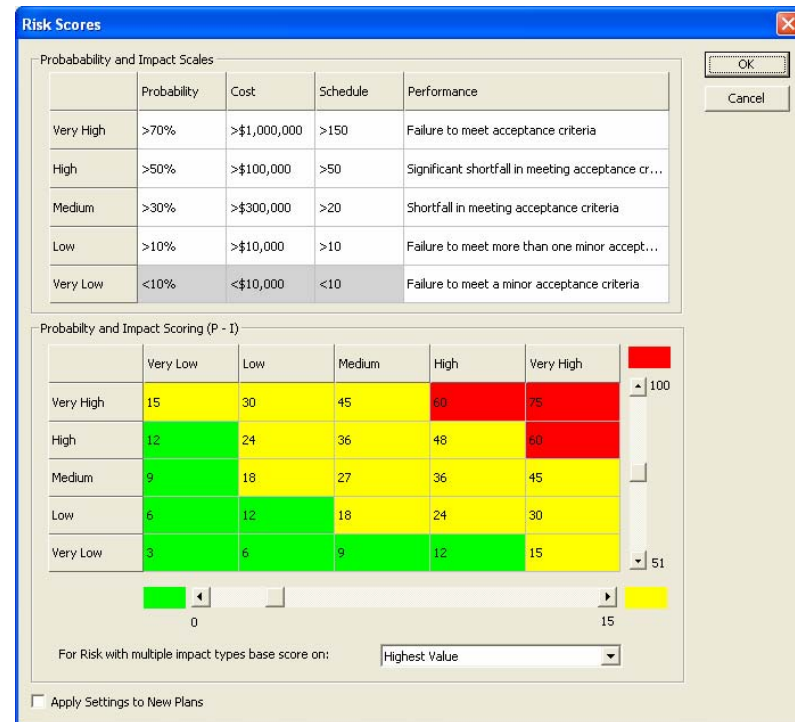 Risk Scores
Probabability and Impact Scales
OK
Cancel
Probability Cost Schedule Performance
Very High >70% >$1,000,000 >150 Failure to meet acceptance criteria
High >50% >$100,000 >50 Significant shortfall in meeting acceptance cr...
Medium >30% >$300,000 >20 Shortfall in meeting acceptance criteria
Low >10% >$10,000 >10 Failure to meet more than one minor accept...
Very Low <10% <$10,000 <10 Failure to meet a minor acceptance criteria
Probabilty and Impact Scoring (P - I)
Very Low Low Medium High Very High
Very High 15 30 45 60 75
100
High 12 24 36 48 60
Medium 9 18 27 36 45
Low 6 12 18 24 30
Very Low 3 6 9 12 15
51
0 15
For Risk with multiple impact types base score on: Highest Value
Apply Settings to New Plans